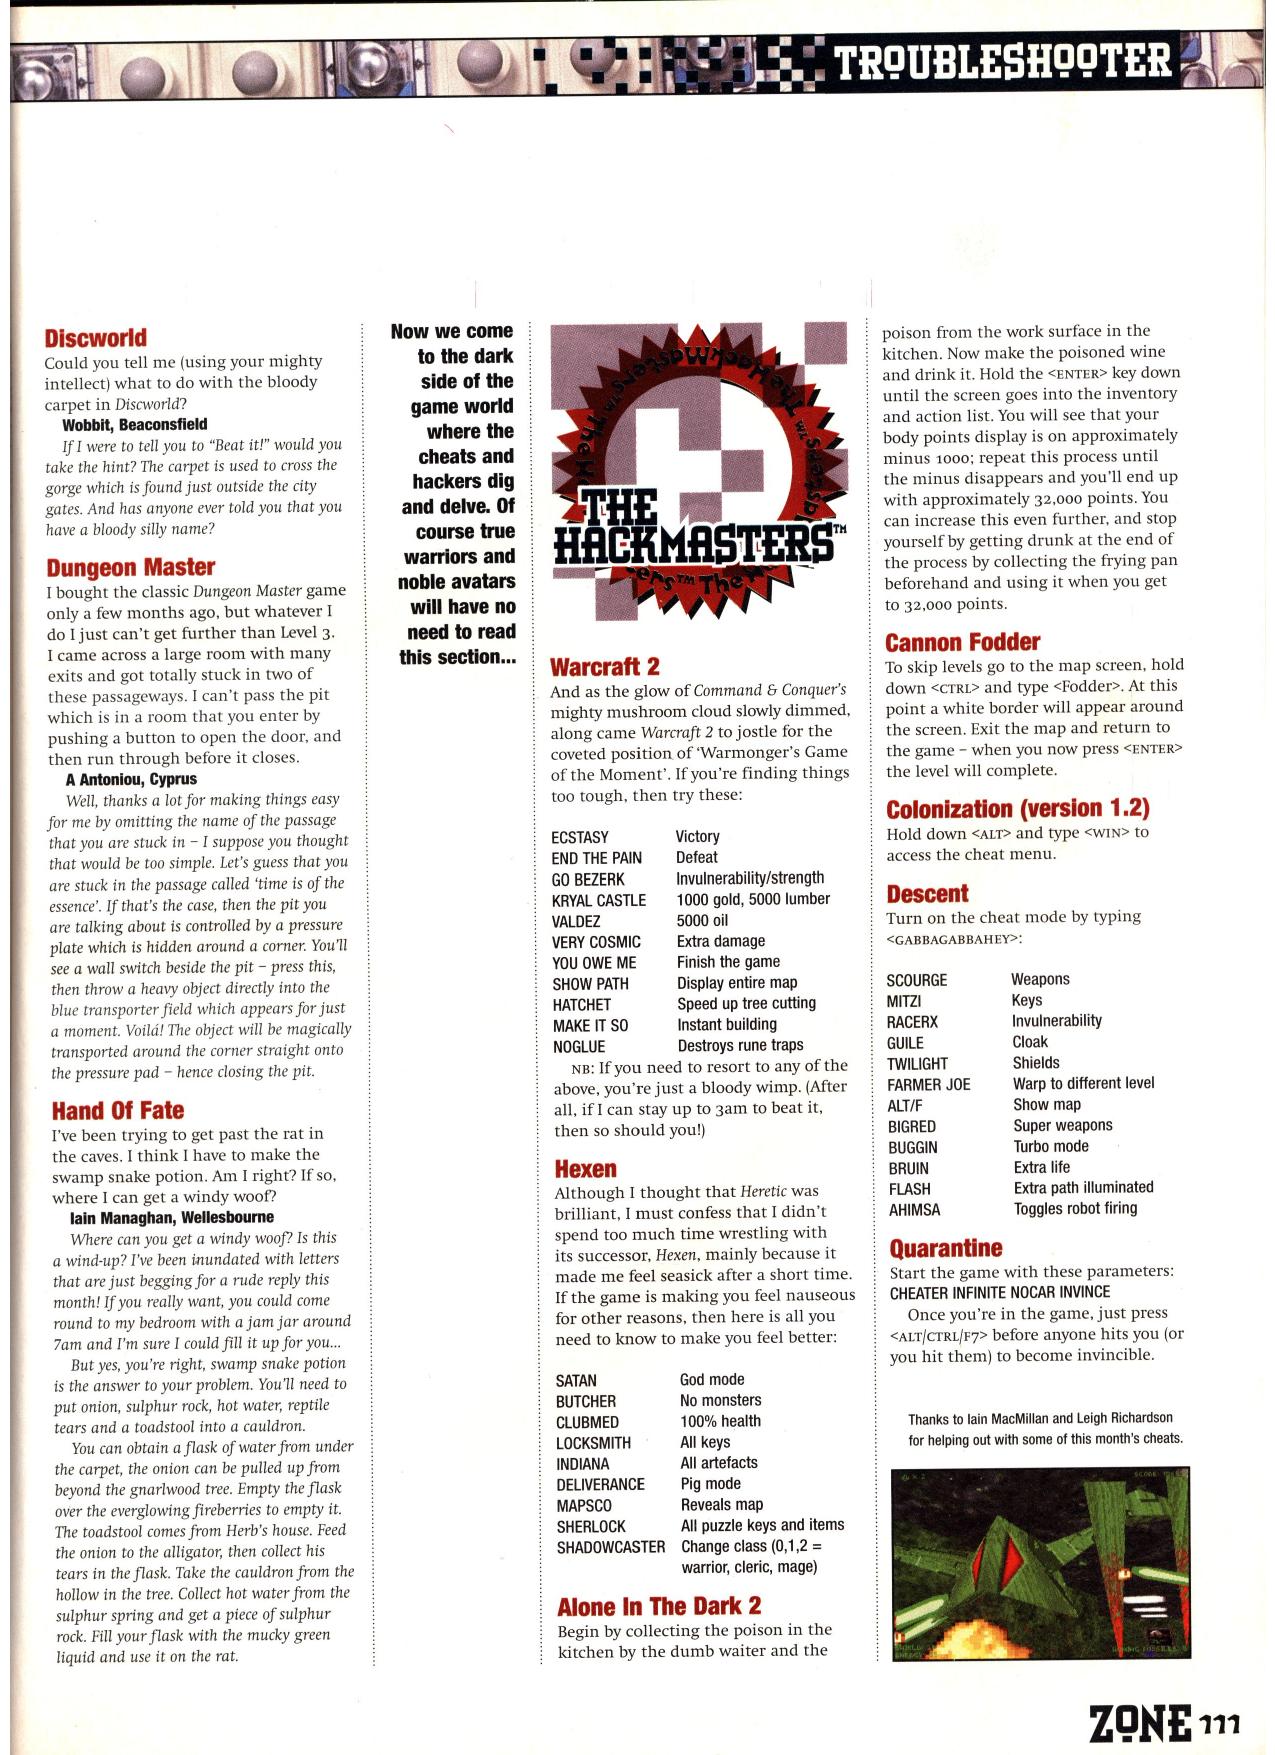 TROUBLESHOOTER
Discworld
Could you tell me (using your mighty
intellect) what to do with the bloody
carpet in Discworld?
Wobbit, Beaconsfield
If I were to tell you to “Beat it!” would you
take the hint? The carpet is used to cross the
gorge which is found just outside the city
gates. And has anyone ever told you that you
have a bloody silly name?
Dungeon Master
I bought the classic Dungeon Master game
only a few months ago, but whatever I
do I just can’t get further than Level 3.
I came across a large room with many
exits and got totally stuck in two of
these passageways. I can’t pass the pit
which is in a room that you enter by
pushing a button to open the door, and
then run through before it closes.
A Antoniou, Cyprus
Well, thanks a lot for making things easy
for me by omitting the name of the passage
that you are stuck in – I suppose you thought
that would be too simple. Let’s guess that you
are stuck in the passage called ‘time is of the
essence’. If that’s the case, then the pit you
are talking about is controlled by a pressure
plate which is hidden around a corner. You’ll
see a wall switch beside the pit – press this,
then throw a heavy object directly into the
blue transporter field which appears for just
a moment. Voilá! The object will be magically
transported around the corner straight onto
the pressure pad – hence closing the pit.
Hand Of Fate
I’ve been trying to get past the rat in
the caves. I think I have to make the
swamp snake potion. Am I right? If so,
where I can get a windy woof?
Iain Managhan, Wellesbourne
Where can you get a windy woof? Is this
a wind-up? I’ve been inundated with letters
that are just begging for a rude reply this
month! If you really want, you could come
round to my bedroom with a jam jar around
7am and I’m sure I could fill it up for you...
But yes, you’re right, swamp snake potion
is the answer to your problem. You’ll need to
put onion, sulphur rock, hot water, reptile
tears and a toadstool into a cauldron.
You can obtain a flask of water from under
the carpet, the onion can be pulled up from
beyond the gnarlwood tree. Empty the flask
over the everglowing fireberries to empty it.
The toadstool comes from Herb’s house. Feed
the onion to the alligator, then collect his
tears in the flask. Take the cauldron from the
hollow in the tree. Collect hot water from the
sulphur spring and get a piece of sulphur
rock. Fill your flask with the mucky green
liquid and use it on the rat.
Now we come
to the dark
side of the
game world
where the
cheats and
hackers dig
and delve. Of
course true
warriors and
noble avatars
will have no
need to read
this section...
THE
HACKMASTERS™
Warcraft 2
And as the glow of Command & Conquer’s
mighty mushroom cloud slowly dimmed,
along came Warcraft 2 to jostle for the
coveted position of ‘Warmonger’s Game
of the Moment’. If you’re finding things
too tough, then try these:
ECSTASY Victory
END THE PAIN Defeat
GO BEZERK Invulnerability/strength
KRYAL CASTLE 1000 gold, 5000 lumber
VALDEZ 5000 oil
VERY COSMIC Extra damage
YOU OWE ME Finish the game
SHOW PATH Display entire map
HATCHET Speed up tree cutting
MAKE IT SO Instant building
NOGLUE Destroys rune traps
NB: If you need to resort to any of the
above, you’re just a bloody wimp. (After
all, if I can stay up to 3am to beat it,
then so should you!)
Hexen
Although I thought that Heretic was
brilliant, I must confess that I didn’t
spend too much time wrestling with
its successor, Hexen, mainly because it
made me feel seasick after a short time.
If the game is making you feel nauseous
for other reasons, then here is all you
need to know to make you feel better:
SATAN God mode
BUTCHER No monsters
CLUBMED 100% health
LOCKSMITH All keys
INDIANA All artefacts
DELIVERANCE Pig mode
MAPSCO Reveals map
SHERLOCK All puzzle keys and items
SHADOWCASTER Change class (0,1,2 =
warrior, cleric, mage)
Alone In The Dark 2
Begin by collecting the poison in the
kitchen by the dumb waiter and the
poison from the work surface in the
kitchen. Now make the poisoned wine
and drink it. Hold the <ENTER> key down
until the screen goes into the inventory
and action list. You will see that your
body points display is on approximately
minus 1000; repeat this process until
the minus disappears and you’ll end up
with approximately 32,000 points. You
can increase this even further, and stop
yourself by getting drunk at the end of
the process by collecting the frying pan
beforehand and using it when you get
to 32,000 points.
Cannon Fodder
To skip levels go to the map screen, hold
down <CTRL> and type <Fodder>. At this
point a white border will appear around
the screen. Exit the map and return to
the game – when you now press <ENTER>
the level will complete.
Colonization (version 1.2)
Hold down <ALT> and type <WIN> to
access the cheat menu.
Descent
Turn on the cheat mode by typing
<GABBAGABBAHEY>:
SCOURGE Weapons
MITZI Keys
RACERX Invulnerability
GUILE Cloak
TWILIGHT Shields
FARMER JOE Warp to different level
ALT/F Show map
BIGRED Super weapons
BUGGIN Turbo mode
BRUIN Extra life
FLASH Extra path illuminated
AHIMSA Toggles robot firing
Quarantine
Start the game with these parameters:
CHEATER INFINITE NOCAR INVINCE
Once you’re in the game, just press
<ALT/CTRL/F7> before anyone hits you (or
you hit them) to become invincible.
Thanks to Iain MacMillan and Leigh Richardson
for helping out with some of this month’s cheats.
ZONE 111